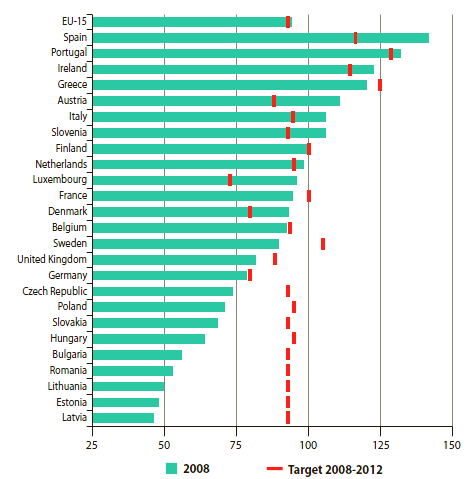 EU-15
Spain
Portugal
Ireland
Greece
Austria
Italy
Slovenia
Finland
Netherlands
Luxembourg
France
Denmark
Belgium
Sweden
United Kingdom
Germany
Czech Republic
Poland
Slovakia
Hungary
Bulgaria
Romania
Lithuania
Estonia
Latvia
25 50 75 100 125 150
2008 Target 2008-2012